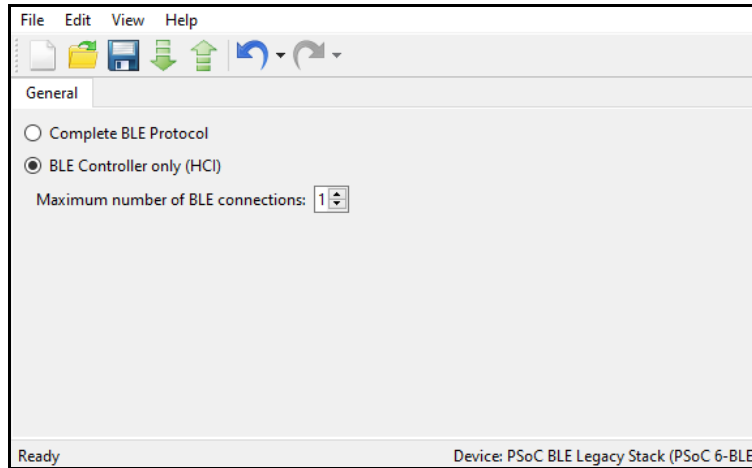 File Edit View Help
General
Complete BLE Protocol
BLE Controller only (HCI)
Maximum number of BLE connections: 1
Ready Device: PSoC BLE Legacy Stack (PSoC 6-BLE